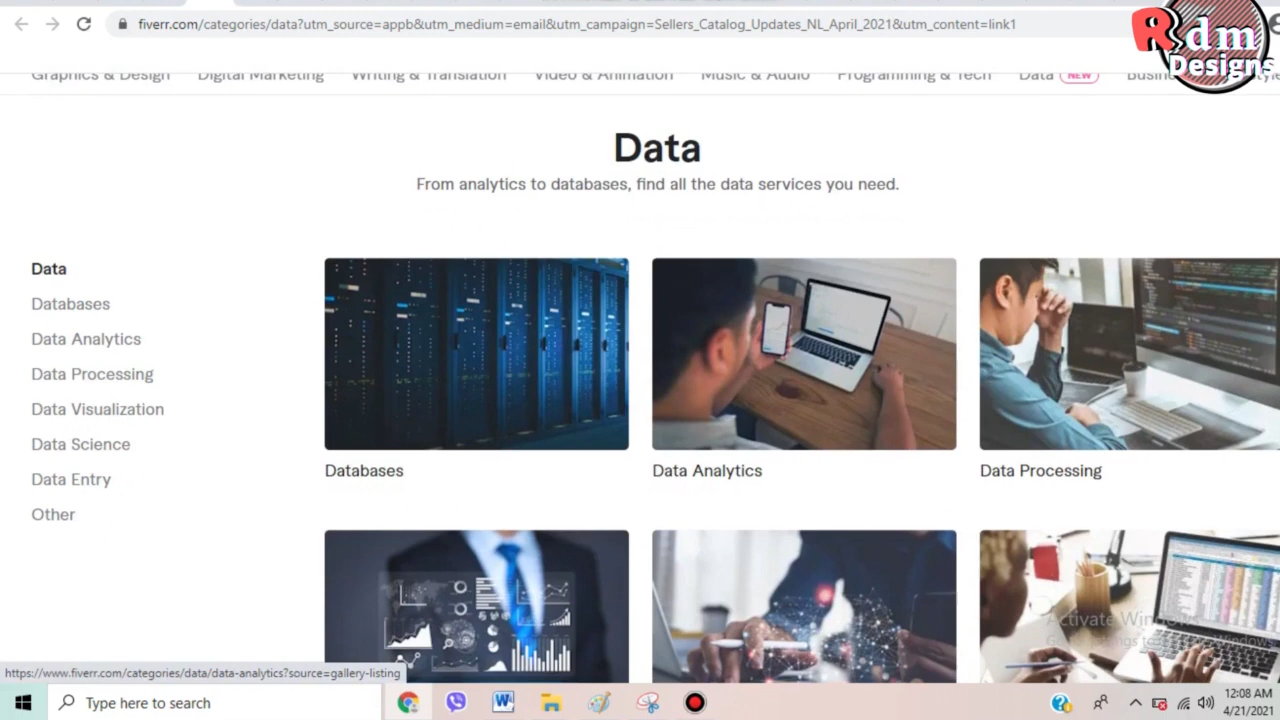 fiverr.com/categories/data?utm_source=appb&utm_medium=email&utm_campaign=Sellers_Catalog_Updates_NL_April_2021&utm_content=link1
Rdm
Designs
Graphics & Design Digital Marketing Writing & Translation Video & Animation Music & Audio Programming & Tech Data NEW
Data
From analytics to databases, find all the data services you need.
Data
Databases
Data Analytics
Data Processing
Data Visualization
Data Science
Data Entry
Other
Databases
Data Analytics
Data Processing
Activate Windows
https://www.fiverr.com/categories/data/data-analytics?source=gallery-listing
Type here to search
12:08 AM
4/21/2021